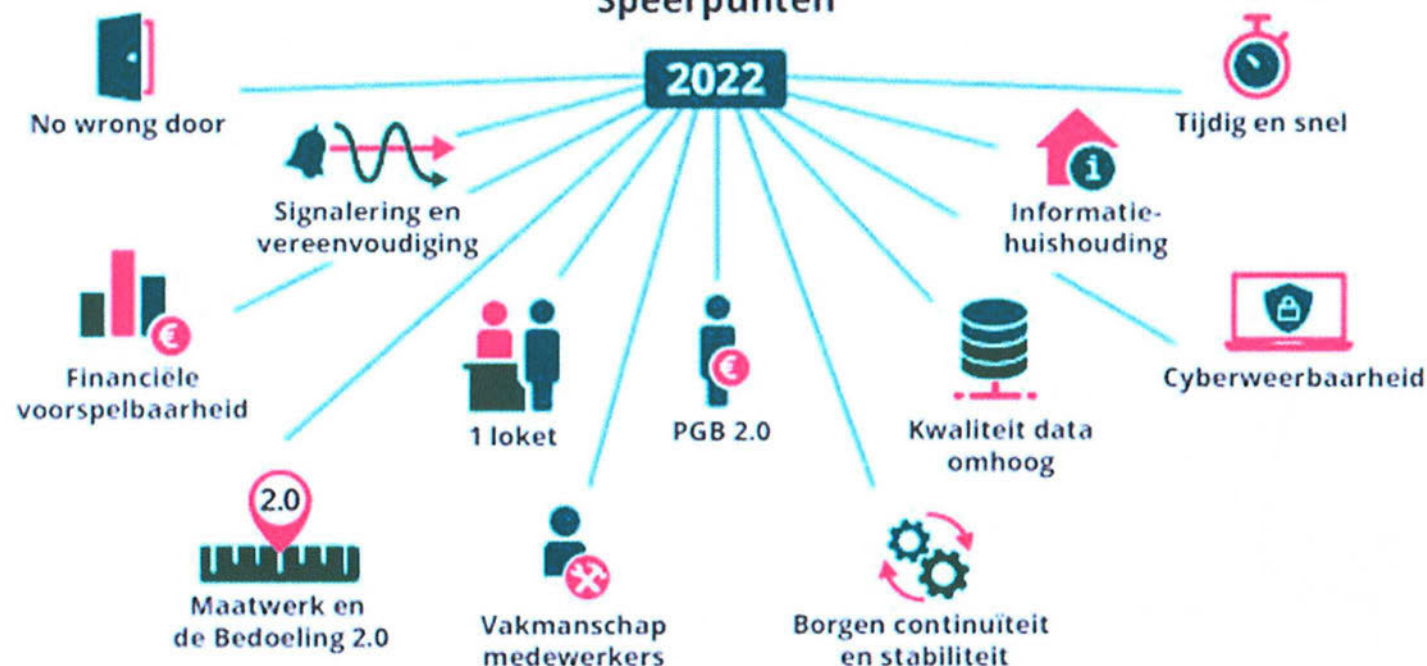 Speerpunten
2022
No wrong door
Tijdig en snel
Signalering en
vereenvoudiging
i
Informatie-
huishouding
€
Financiële
voorspelbaarheid
1 loket
€
PGB 2.0
Kwaliteit data
omhoog
Cyberweerbaarheid
2.0
Maatwerk en
de Bedoeling 2.0
Vakmanschap
medewerkers
Borgen continuïteit
en stabiliteit